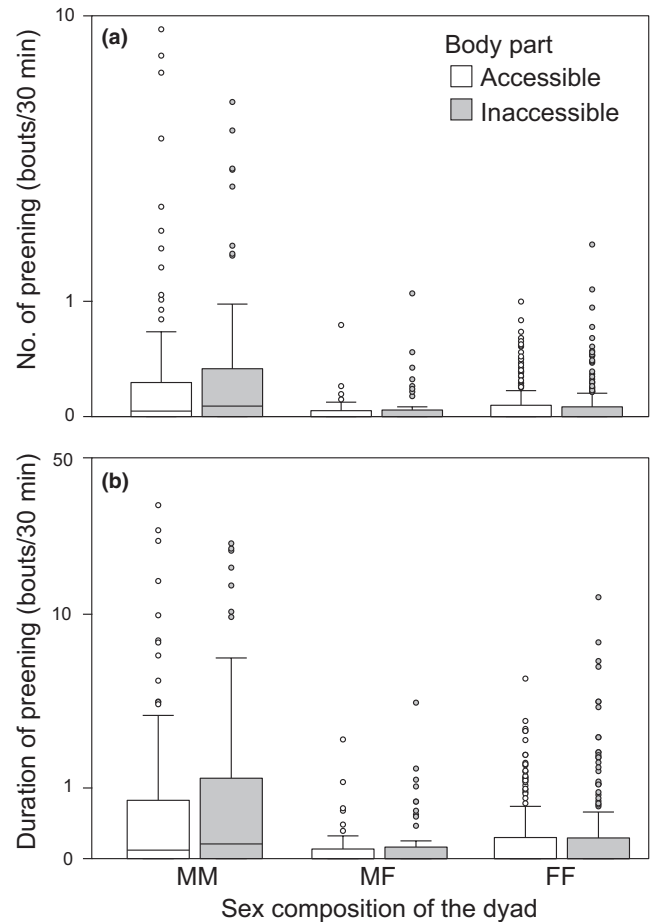 10
(a)
Body part
Accessible
Inaccessible
No. of preening (bouts/30 min)
1
0
50
(b)
Duration of preening (bouts/30 min)
10
1
0
MM MF FF
Sex composition of the dyad